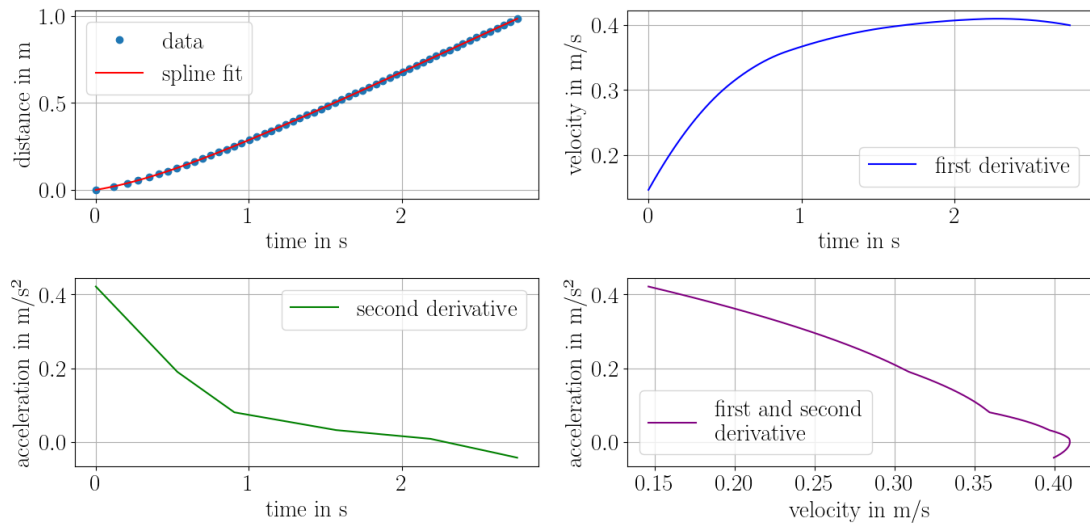 distance in m
1.0
0.5
0.0
data
spline fit
0
1
2
time in s
velocity in m/s
0.4
0.3
0.2
first derivative
0
1
2
time in s
acceleration in m/s²
0.4
0.2
0.0
second derivative
0
1
2
time in s
acceleration in m/s²
0.4
0.2
0.0
first and second
derivative
0.15
0.20
0.25
0.30
0.35
0.40
velocity in m/s